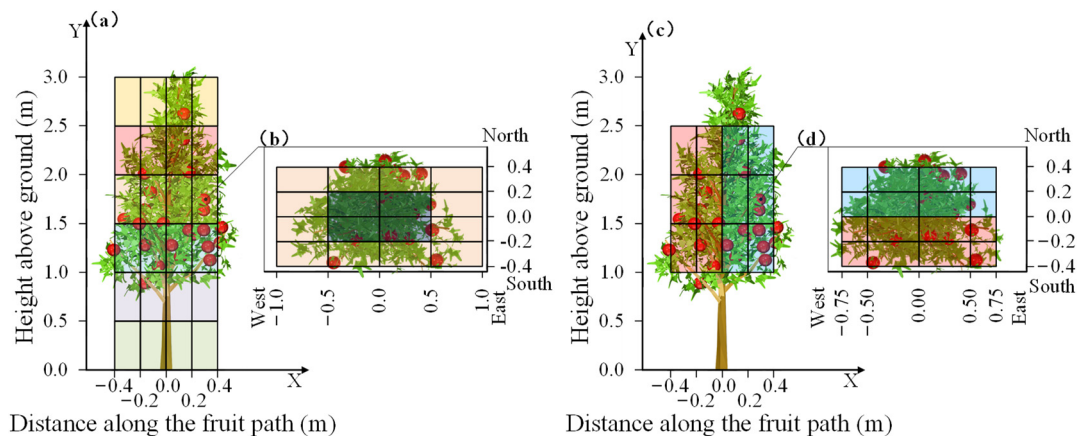 Y (a)
3.0
2.5
2.0
1.5
1.0
0.5
0.0
Height above ground (m)
−0.4 0.0 0.4
−0.2 0.2
X
Distance along the fruit path (m)
(b)
North
0.4
0.2
0.0
-0.2
-0.4
South
West
−1.0
−0.5
0.0
0.5
1.0
East
Y (c)
3.0
2.5
2.0
1.5
1.0
0.5
0.0
Height above ground (m)
−0.4 0.0 0.4
−0.2 0.2
X
Distance along the fruit path (m)
(d)
North
0.4
0.2
0.0
−0.2
−0.4
South
West
−0.75
−0.50
0.00
0.50
0.75
East